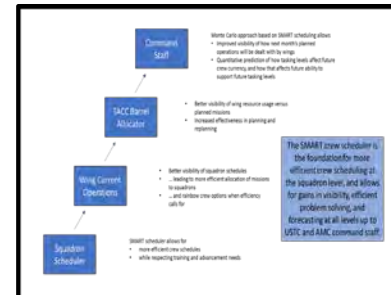 Command
Staff
Monte Carlo approach based on SMART scheduling allows
• Improved visibility of how next month's planned
operations will be dealt with by wings
• Quantitative prediction of how tasking levels affect future
crew currency, and how that affects future ability to
support future tasking levels
TACC Barrel
Allocator
• Better visibility of wing resource usage versus
planned missions
• Increased effectiveness in planning and
replanning
Wing Current
Operations
• Better visibility of squadron schedules
• ... leading to more efficient allocation of missions
to squadrons
• ... and rainbow crew options when efficiency
calls for
Squadron
Scheduler
SMART scheduler allows for
• more efficient crew schedules
• while respecting training and advancement needs
The SMART crew scheduler is
the foundation for more
efficient crew scheduling at
the squadron level, and allows
for gains in visibility, efficient
problem solving, and
forecasting at all levels up to
USTC and AMC command staff.